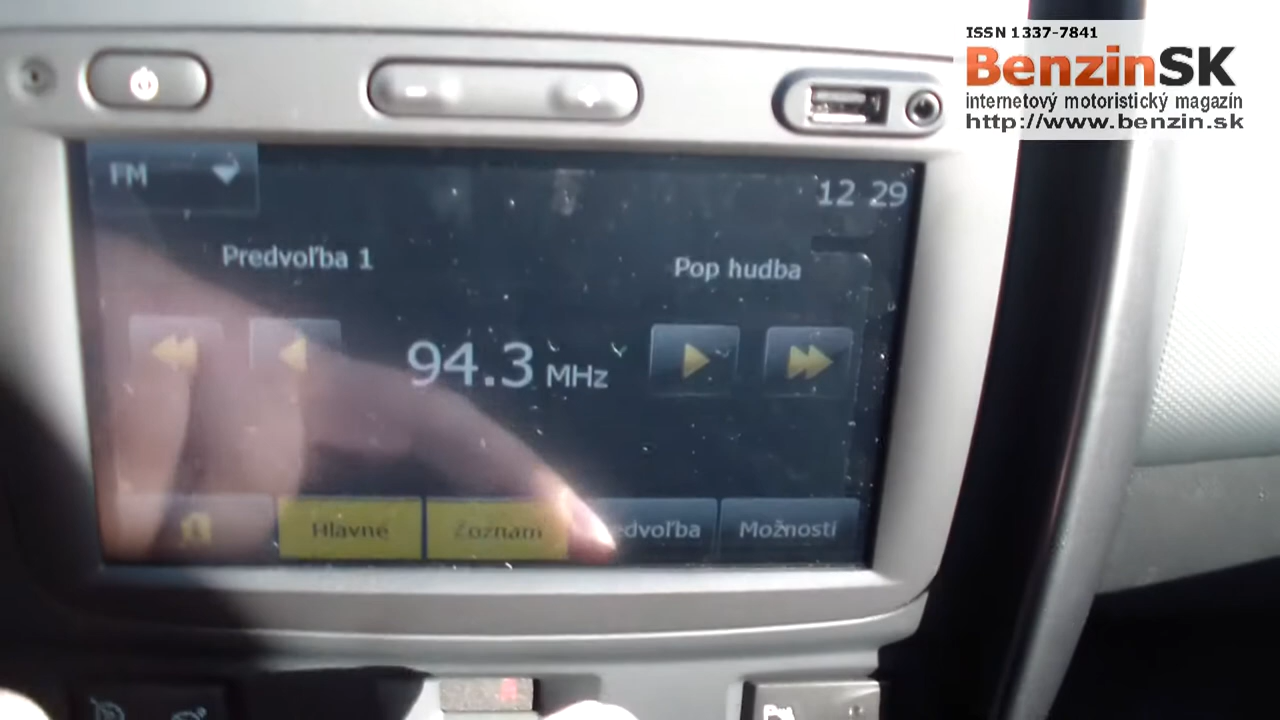 ISSN 1337-7841
BenzinSK
internetový motoristický magazín
http://www.benzin.sk
FM
12 29
Predvoľba 1
Pop hudba
94.3 MHz
Hlavné
Zoznam
edvoľba
Možnosti